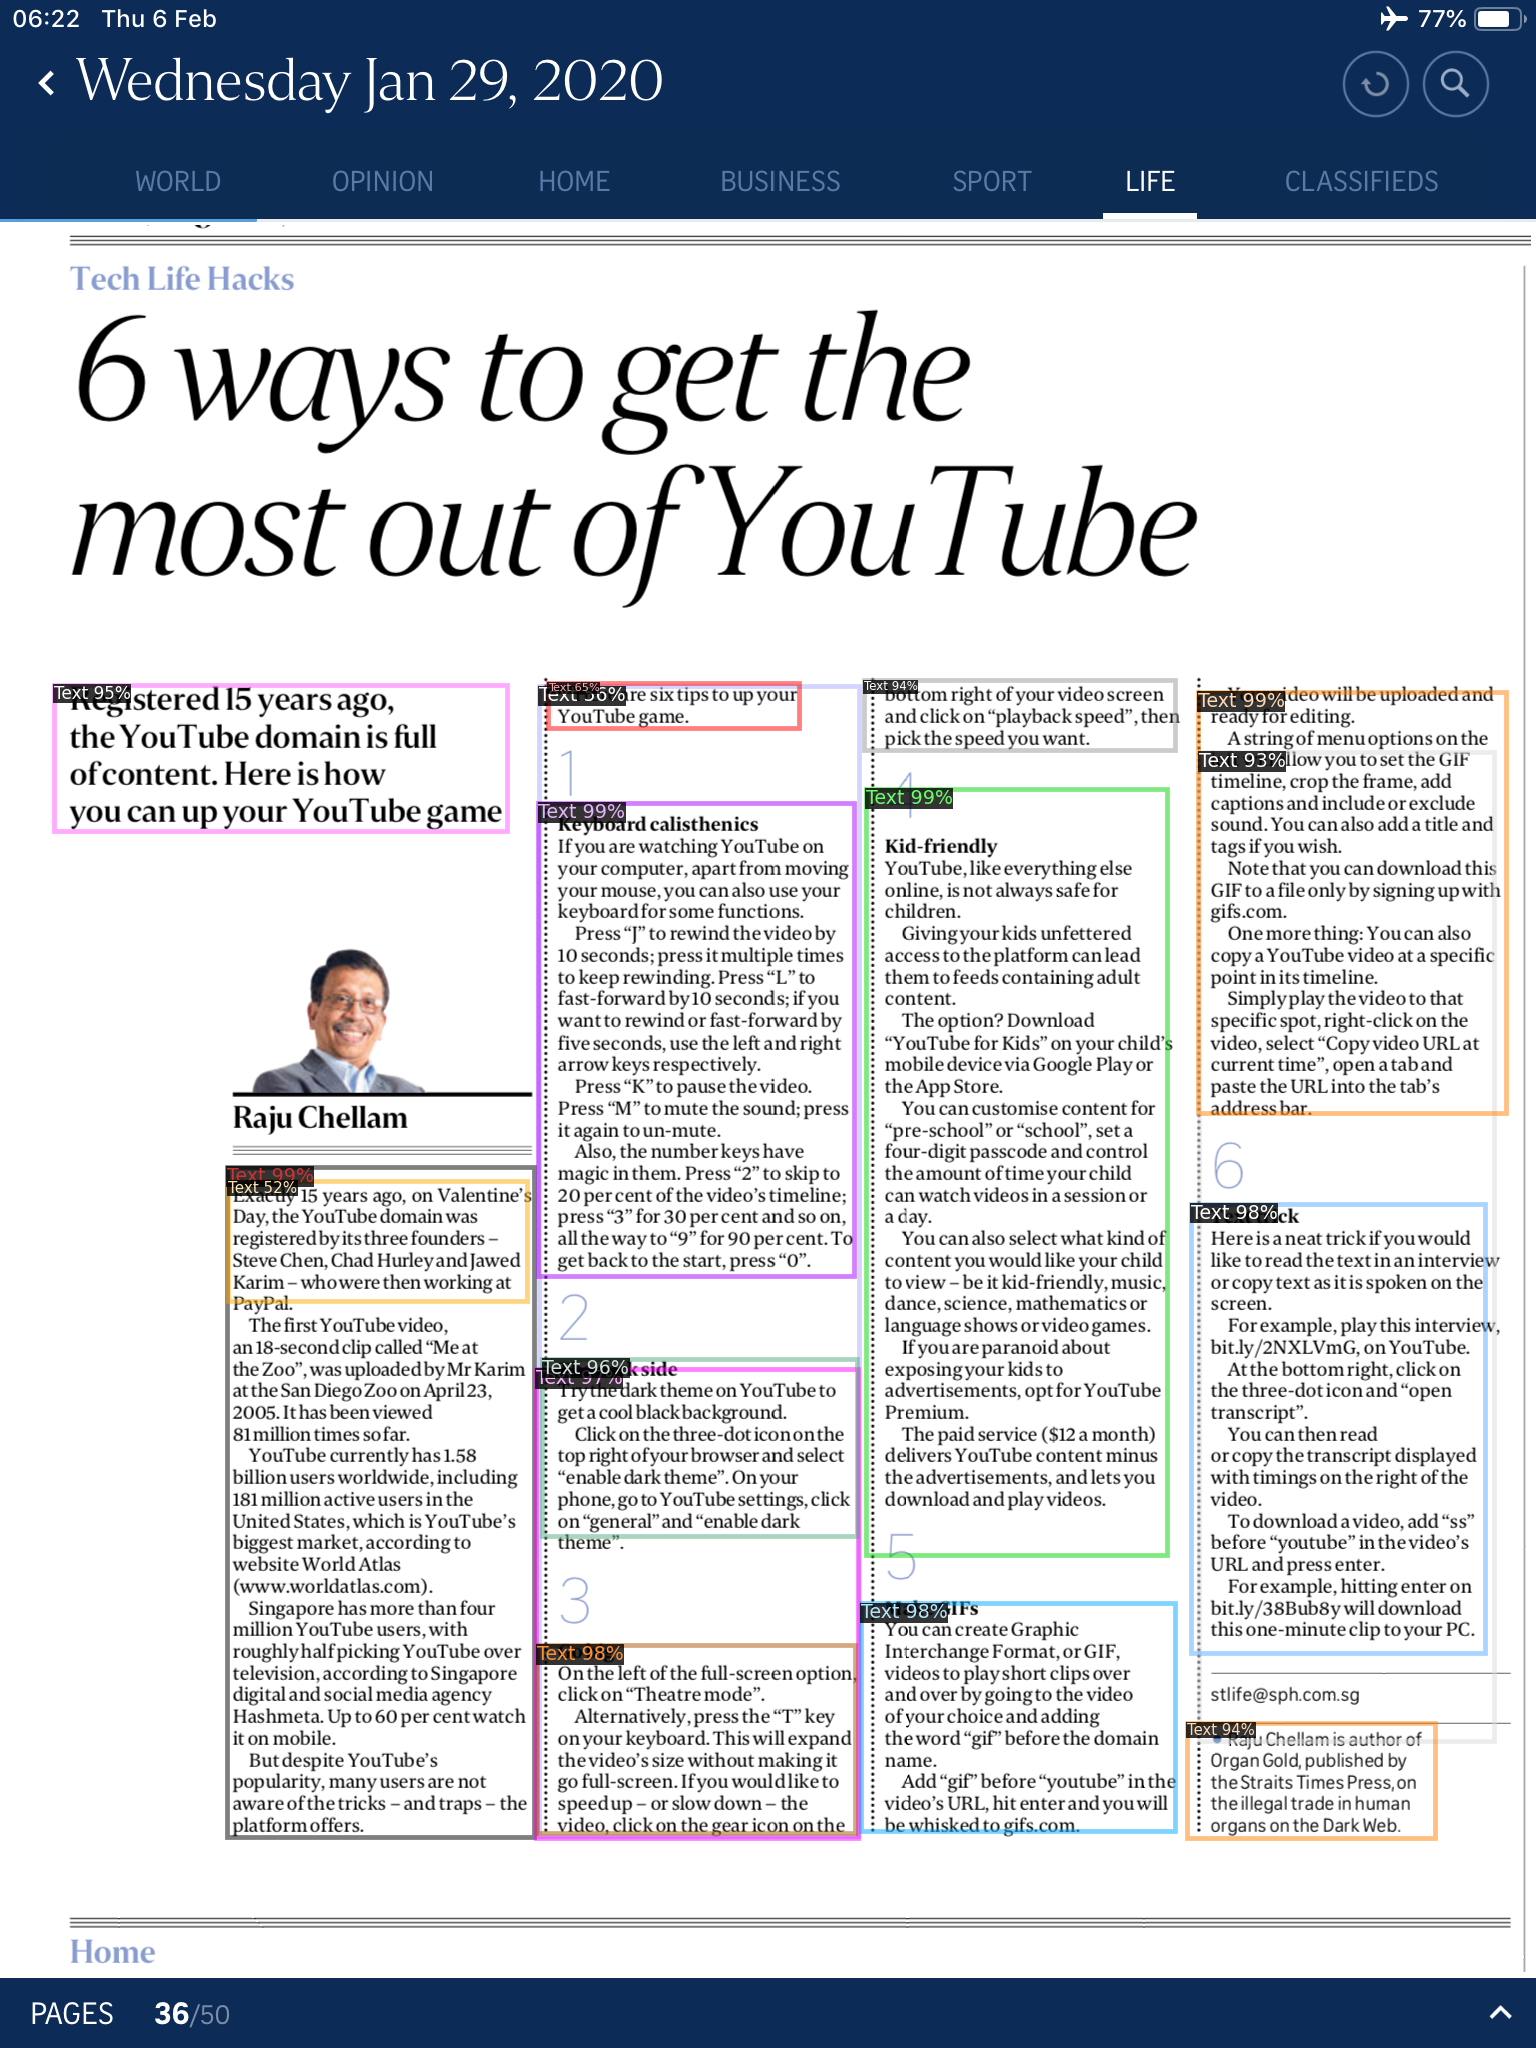 06:22 Thu 6 Feb
77%
Wednesday Jan 29, 2020
WORLD OPINION HOME BUSINESS SPORT LIFE CLASSIFIEDS
Tech Life Hacks
6 ways to get the
most out of YouTube
Text 95%
Registered 15 years ago,
the YouTube domain is full
of content. Here is how
you can up your YouTube game
Raju Chellam
Text 99%
Text 52%
Exactly 15 years ago, on Valentine's
Day, the YouTube domain was
registered by its three founders –
Steve Chen, Chad Hurley and Jawed
Karim – who were then working at
PayPal.
The first YouTube video,
an 18-second clip called “Me at
the Zoo”, was uploaded by Mr Karim
at the San Diego Zoo on April 23,
2005. It has been viewed
81 million times so far.
YouTube currently has 1.58
billion users worldwide, including
181 million active users in the
United States, which is YouTube's
biggest market, according to
website World Atlas
(www.worldatlas.com).
Singapore has more than four
million YouTube users, with
roughly half picking YouTube over
television, according to Singapore
digital and social media agency
Hashmeta. Up to 60 per cent watch
it on mobile.
But despite YouTube's
popularity, many users are not
aware of the tricks – and traps – the
platform offers.
Text 56%
Text 65%
are six tips to up your
YouTube game.
1
Text 99%
Keyboard calisthenics
If you are watching YouTube on
your computer, apart from moving
your mouse, you can also use your
keyboard for some functions.
Press “J” to rewind the video by
10 seconds; press it multiple times
to keep rewinding. Press “L” to
fast-forward by 10 seconds; if you
want to rewind or fast-forward by
five seconds, use the left and right
arrow keys respectively.
Press “K” to pause the video.
Press “M” to mute the sound; press
it again to un-mute.
Also, the number keys have
magic in them. Press “2” to skip to
20 per cent of the video's timeline;
press “3” for 30 per cent and so on,
all the way to “9” for 90 per cent. To
get back to the start, press “0”.
2
Text 96%
Text 97%
side
Try the dark theme on YouTube to
get a cool black background.
Click on the three-dot icon on the
top right of your browser and select
“enable dark theme”. On your
phone, go to YouTube settings, click
on “general” and “enable dark
theme”.
3
Text 98%
On the left of the full-screen option,
click on “Theatre mode”.
Alternatively, press the “T” key
on your keyboard. This will expand
the video's size without making it
go full-screen. If you would like to
speed up – or slow down – the
video, click on the gear icon on the
Text 94%
bottom right of your video screen
and click on “playback speed”, then
pick the speed you want.
4
Text 99%
Kid-friendly
YouTube, like everything else
online, is not always safe for
children.
Giving your kids unfettered
access to the platform can lead
them to feeds containing adult
content.
The option? Download
“YouTube for Kids” on your child's
mobile device via Google Play or
the App Store.
You can customise content for
“pre-school” or “school”, set a
four-digit passcode and control
the amount of time your child
can watch videos in a session or
a day.
You can also select what kind of
content you would like your child
to view – be it kid-friendly, music,
dance, science, mathematics or
language shows or video games.
If you are paranoid about
exposing your kids to
advertisements, opt for YouTube
Premium.
The paid service ($12 a month)
delivers YouTube content minus
the advertisements, and lets you
download and play videos.
5
Text 98%
GIFs
You can create Graphic
Interchange Format, or GIF,
videos to play short clips over
and over by going to the video
of your choice and adding
the word “gif” before the domain
name.
Add “gif” before “youtube” in the
video's URL, hit enter and you will
be whisked to gifs.com.
Text 99%
Your video will be uploaded and
ready for editing.
A string of menu options on the
Text 93%
allow you to set the GIF
timeline, crop the frame, add
captions and include or exclude
sound. You can also add a title and
tags if you wish.
Note that you can download this
GIF to a file only by signing up with
gifs.com.
One more thing: You can also
copy a YouTube video at a specific
point in its timeline.
Simply play the video to that
specific spot, right-click on the
video, select “Copy video URL at
current time”, open a tab and
paste the URL into the tab's
address bar.
6
Text 98%
Here is a neat trick if you would
like to read the text in an interview
or copy text as it is spoken on the
screen.
For example, play this interview,
bit.ly/2NXLVmG, on YouTube.
At the bottom right, click on
the three-dot icon and “open
transcript”.
You can then read
or copy the transcript displayed
with timings on the right of the
video.
To download a video, add “ss”
before “youtube” in the video's
URL and press enter.
For example, hitting enter on
bit.ly/38Bub8y will download
this one-minute clip to your PC.
stlife@sph.com.sg
Text 94%
• Raju Chellam is author of
Organ Gold, published by
the Straits Times Press, on
the illegal trade in human
organs on the Dark Web.
Home
PAGES 36/50